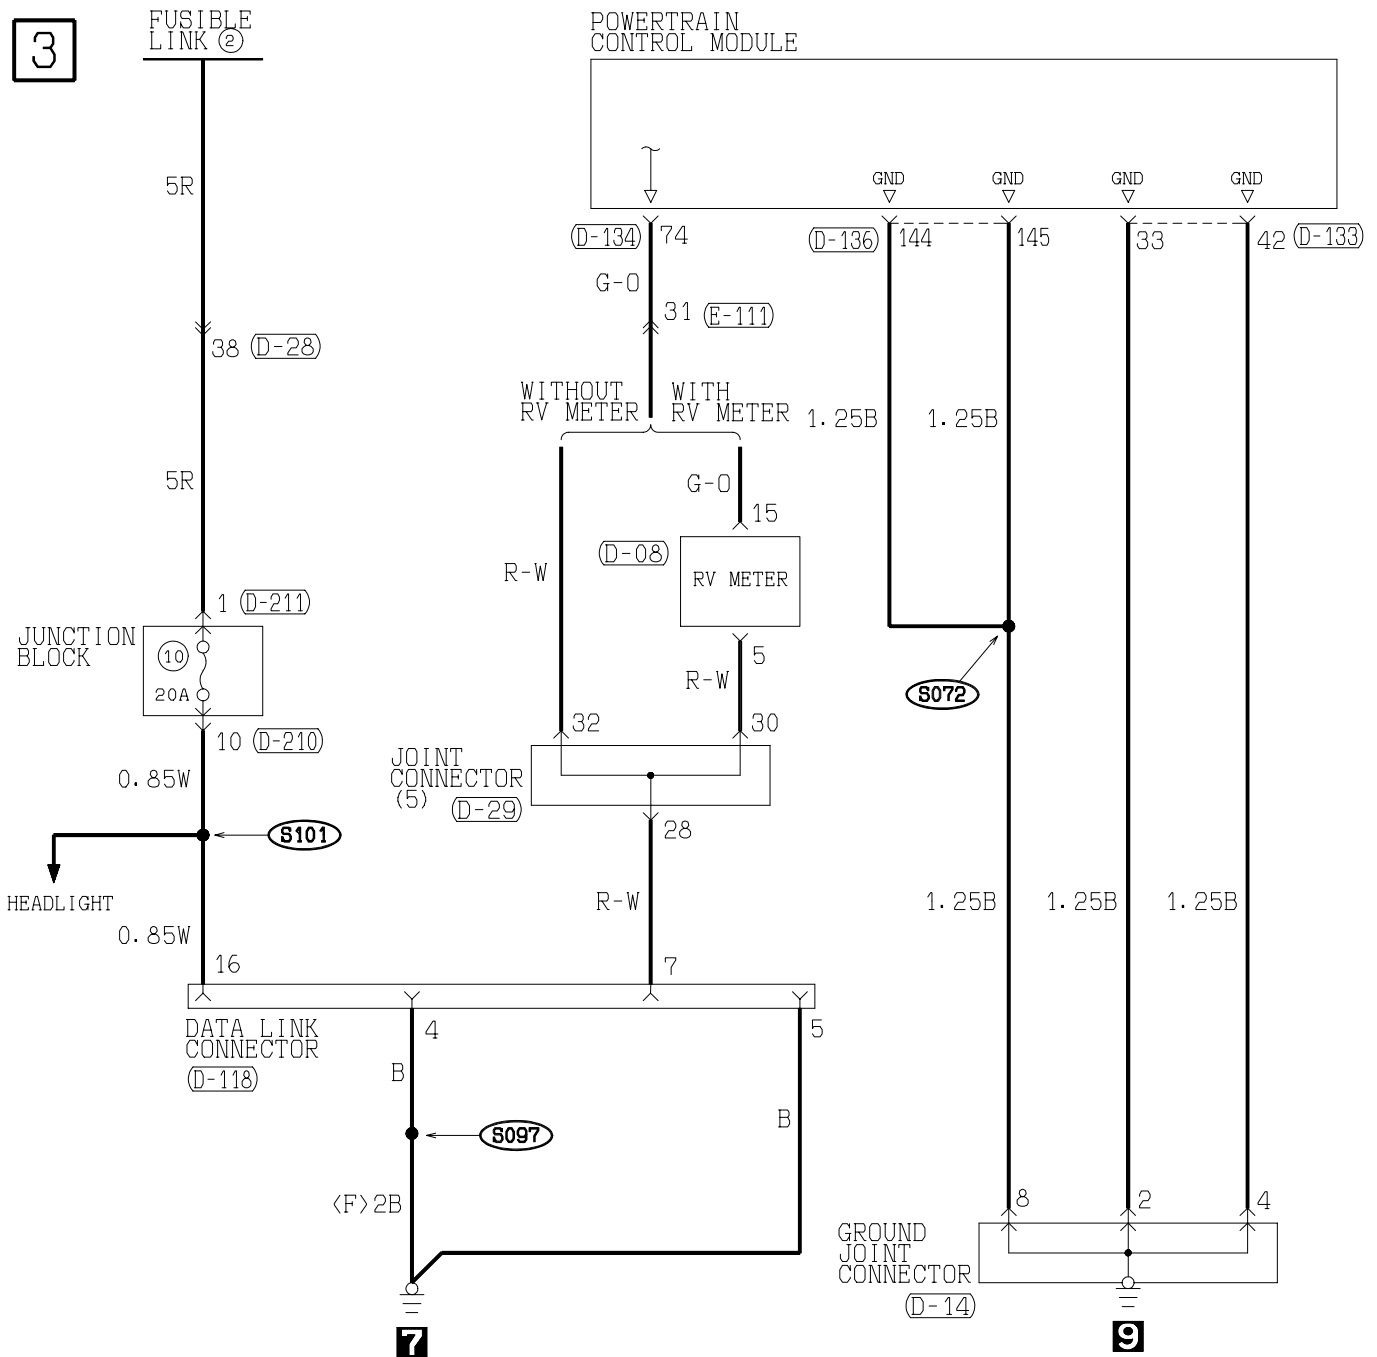 3
FUSIBLE
LINK 2
POWERTRAIN
CONTROL MODULE
5R
GND
GND
GND
GND
(D-134) 74
(D-136) 144
145
33
42 (D-133)
G-O
31 (E-111)
38 (D-28)
WITHOUT
RV METER
WITH
RV METER
1.25B
1.25B
5R
G-O
15
(D-08)
RV METER
R-W
1 (D-211)
JUNCTION
BLOCK
10
20A
5
R-W
S072
10 (D-210)
32
30
JOINT
CONNECTOR
(5)
(D-29)
0.85W
S101
28
HEADLIGHT
R-W
1.25B
1.25B
1.25B
0.85W
16
7
DATA LINK
CONNECTOR
(D-118)
4
5
B
B
S097
<F>2B
8
2
4
GROUND
JOINT
CONNECTOR
(D-14)
7
9